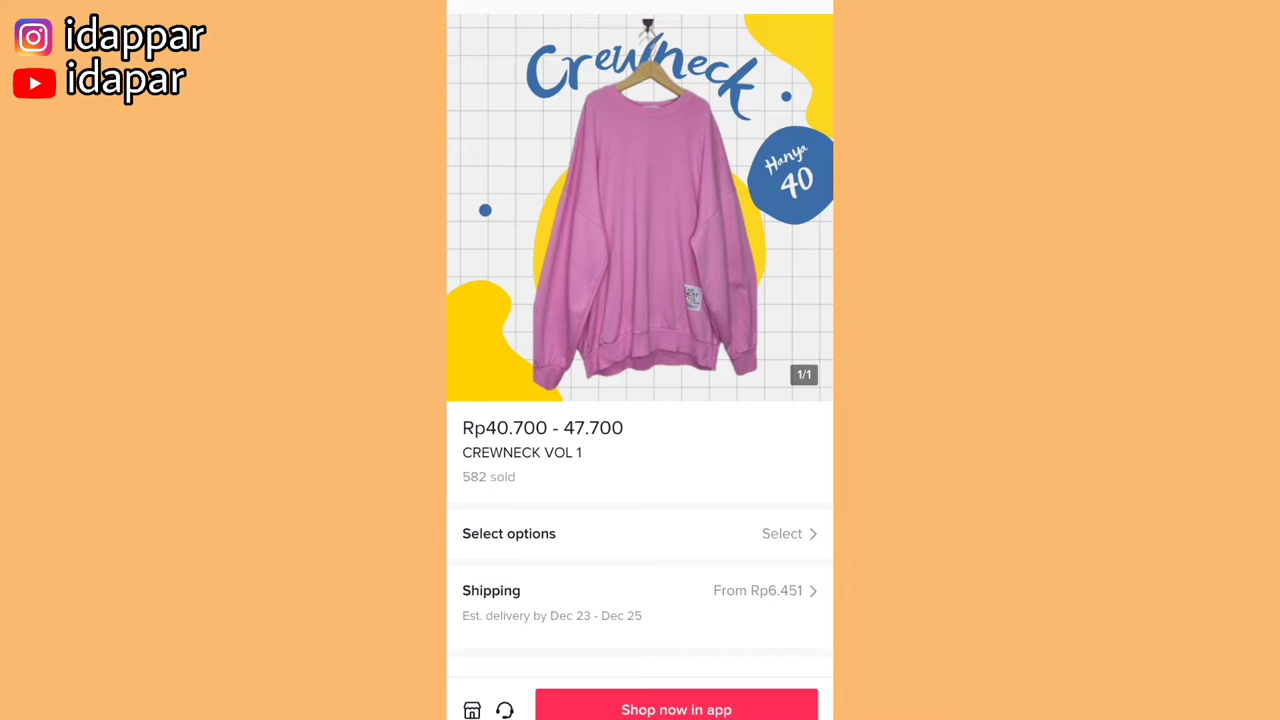 idappar
idapar
Crewneck
Hanya
40
1/1
Rp40.700 - 47.700
CREWNECK VOL 1
582 sold
Select options
Select
Shipping
From Rp6.451
Est. delivery by Dec 23 - Dec 25
Shop now in app